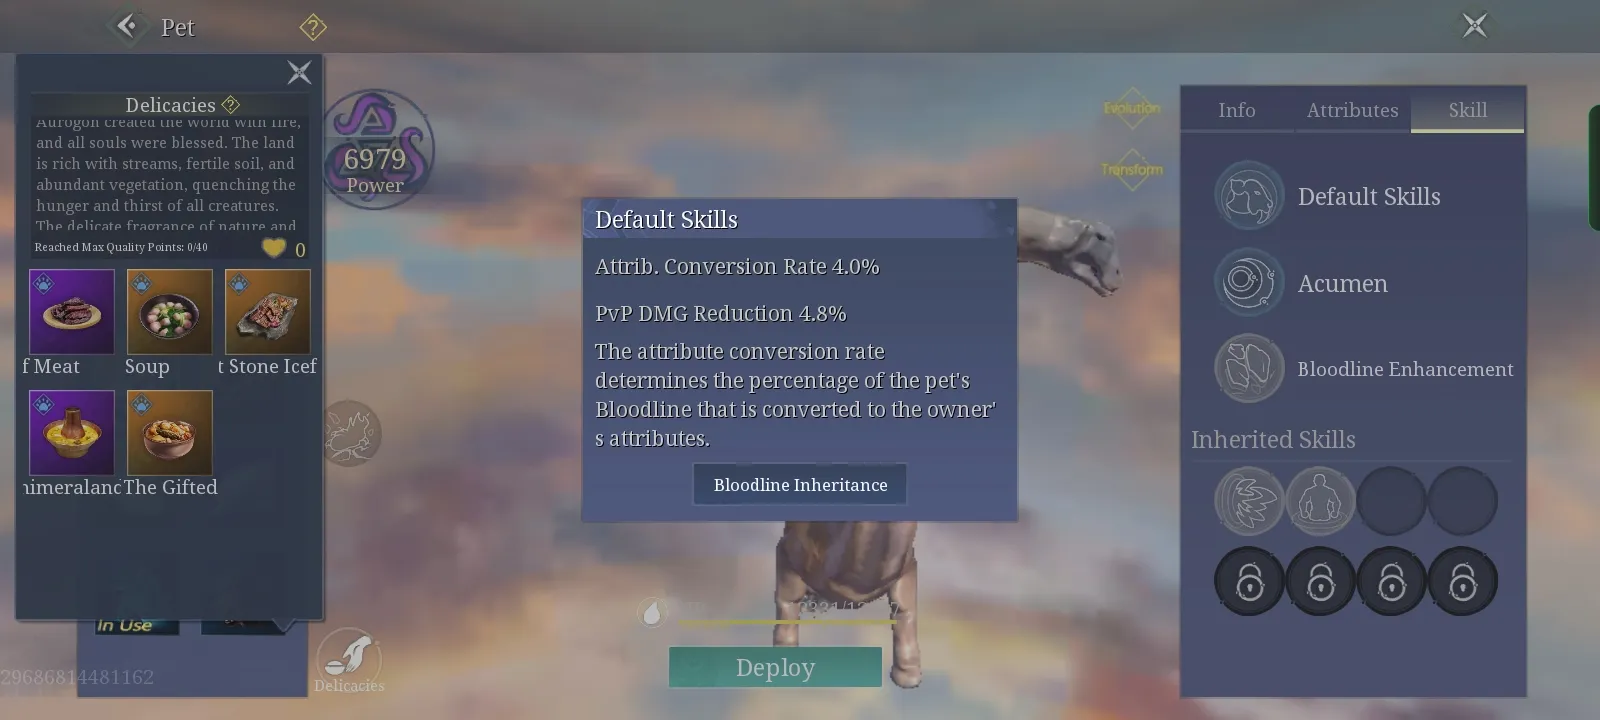 Pet
?
Delicacies ?
Aurogon created the world with fire,
and all souls were blessed. The land
is rich with streams, fertile soil, and
abundant vegetation, quenching the
hunger and thirst of all creatures.
The delicate fragrance of nature and
Reached Max Quality Points: 0/40
0
f Meat
Soup
t Stone Icef
himeraland
The Gifted
In Use
29686814481162
6979
Power
Delicacies
Evolution
Transform
Default Skills
Attrib. Conversion Rate 4.0%
PvP DMG Reduction 4.8%
The attribute conversion rate
determines the percentage of the pet's
Bloodline that is converted to the owner'
s attributes.
Bloodline Inheritance
Deploy
Info
Attributes
Skill
Default Skills
Acumen
Bloodline Enhancement
Inherited Skills